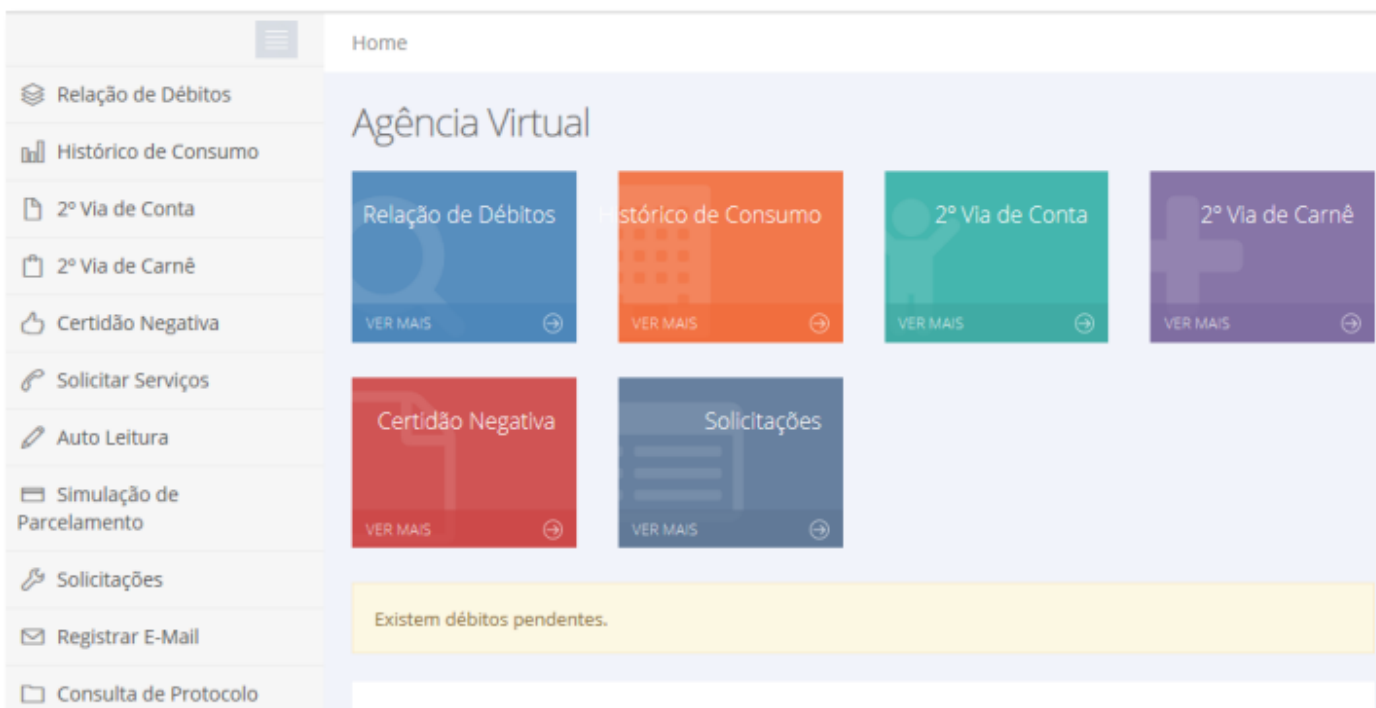 Home
Relação de Débitos
Histórico de Consumo
2º Via de Conta
2º Via de Carnê
Certidão Negativa
Solicitar Serviços
Auto Leitura
Simulação de
Parcelamento
Solicitações
Registrar E-Mail
Consulta de Protocolo
Agência Virtual
Relação de Débitos
VER MAIS
Histórico de Consumo
VER MAIS
2º Via de Conta
VER MAIS
2º Via de Carnê
VER MAIS
Certidão Negativa
VER MAIS
Solicitações
VER MAIS
Existem débitos pendentes.